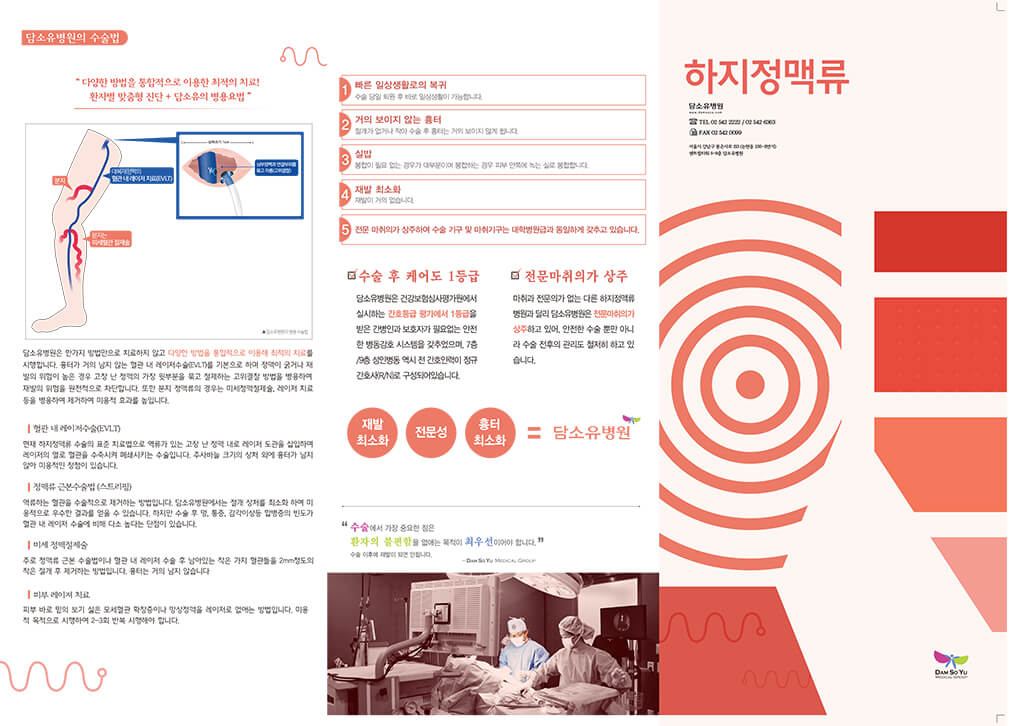 담소유병원의 수술법
“ 다양한 방법을 통합적으로 이용한 최적의 치료!
환자별 맞춤형 진단 + 담소유의 병용요법 ”
분지
대복재정맥의
혈관 내 레이저 치료(EVLT)
분지는
미세혈관 절제술
절제크기 1cm
심부정맥과 연결부위를
묶고 자름(고위결찰)
▲ 담소유병원의 병용 수술법
담소유병원은 한가지 방법만으로 치료하지 않고 다양한 방법을 통합적으로 이용해 최적의 치료를
시행합니다. 흉터가 거의 남지 않는 혈관 내 레이저수술(EVLT)를 기본으로 하며 정맥이 굵거나 재
발의 위험이 높은 경우 고장 난 정맥의 가장 윗부분을 묶고 절제하는 고위결찰 방법을 병용하여
재발의 위험을 원천적으로 차단합니다. 또한 분지 정맥류의 경우는 미세정맥절제술, 레이저 치료
등을 병용하여 제거하여 미용적 효과를 높입니다.
혈관 내 레이저수술(EVLT)
현재 하지정맥류 수술의 표준 치료법으로 역류가 있는 고장 난 정맥 내로 레이저 도관을 삽입하여
레이저의 열로 혈관을 수축시켜 폐쇄시키는 수술입니다. 주사바늘 크기의 상처 외에 흉터가 남지
않아 미용적인 장점이 있습니다.
정맥류 근본수술법 (스트리핑)
역류하는 혈관을 수술적으로 제거하는 방법입니다. 담소유병원에서는 절개 상처를 최소화 하여 미
용적으로 우수한 결과를 얻을 수 있습니다. 하지만 수술 후 멍, 통증, 감각이상등 합병증의 빈도가
혈관 내 레이저 수술에 비해 다소 높다는 단점이 있습니다.
미세 정맥절제술
주로 정맥류 근본 수술법이나 혈관 내 레이저 수술 후 남아있는 작은 가지 혈관들을 2mm정도의
작은 절개 후 제거하는 방법입니다. 흉터는 거의 남지 않습니다
피부 레이저 치료
피부 바로 밑의 보기 싫은 모세혈관 확장증이나 망상정맥을 레이저로 없애는 방법입니다. 미용
적 목적으로 시행하여 2~3회 반복 시행해야 합니다.
1 빠른 일상생활로의 복귀
수술 당일 퇴원 후 바로 일상생활이 가능합니다.
2 거의 보이지 않는 흉터
절개가 없거나 작아 수술 후 흉터는 거의 보이지 않게 됩니다.
3 실밥
봉합이 필요 없는 경우가 대부분이며 봉합하는 경우 피부 안쪽에 녹는 실로 봉합합니다.
4 재발 최소화
재발이 거의 없습니다.
5 전문 마취의가 상주하여 수술 기구 및 마취기구는 대학병원급과 동일하게 갖추고 있습니다.
수술 후 케어도 1등급
담소유병원은 건강보험심사평가원에서
실시하는 간호등급 평가에서 1등급을
받은 간병인과 보호자가 필요없는 안전
한 병동감호 시스템을 갖추었으며, 7층
/9층 성인병동 역시 전 간호인력이 정규
간호사(R/N)로 구성되어있습니다.
전문마취의가 상주
마취과 전문의가 없는 다른 하지정맥류
병원과 달리 담소유병원은 전문마취의가
상주하고 있어, 안전한 수술 뿐만 아니
라 수술 전후의 관리도 철저히 하고 있
습니다.
재발
최소화
전문성
흉터
최소화
= 담소유병원
“ 수술에서 가장 중요한 점은
환자의 불편함을 없애는 목적이 최우선이어야 합니다. ”
수술 이후에 재발이 되면 안됩니다.
- DAM SO YU MEDICAL GROUP
하지정맥류
담소유병원
TEL 02 542 2222 / 02 542 6363
FAX 02 542 0099
DAM SO YU
MEDICAL GROUP